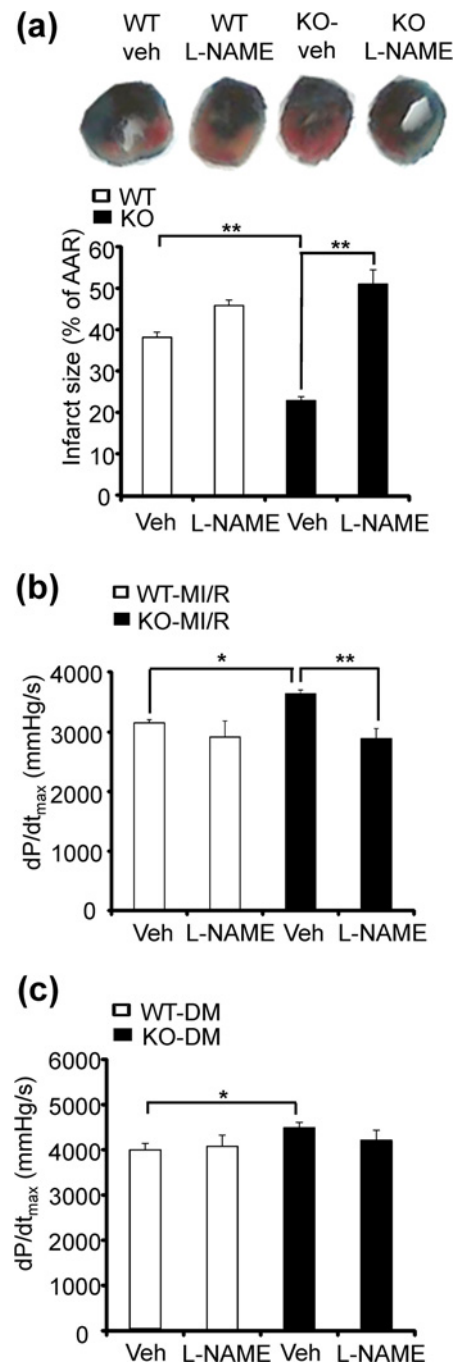 (a) WT WT KO- KO
veh L-NAME veh L-NAME
WT
KO
Infarct size (% of AAR)
60
50
40
30
20
10
0
** **
Veh L-NAME Veh L-NAME
(b)
WT-MI/R
KO-MI/R
dP/dtmax (mmHg/s)
4000
3000
2000
1000
0
* **
Veh L-NAME Veh L-NAME
(c)
WT-DM
KO-DM
dP/dtmax (mmHg/s)
6000
5000
4000
3000
2000
1000
0
*
Veh L-NAME Veh L-NAME